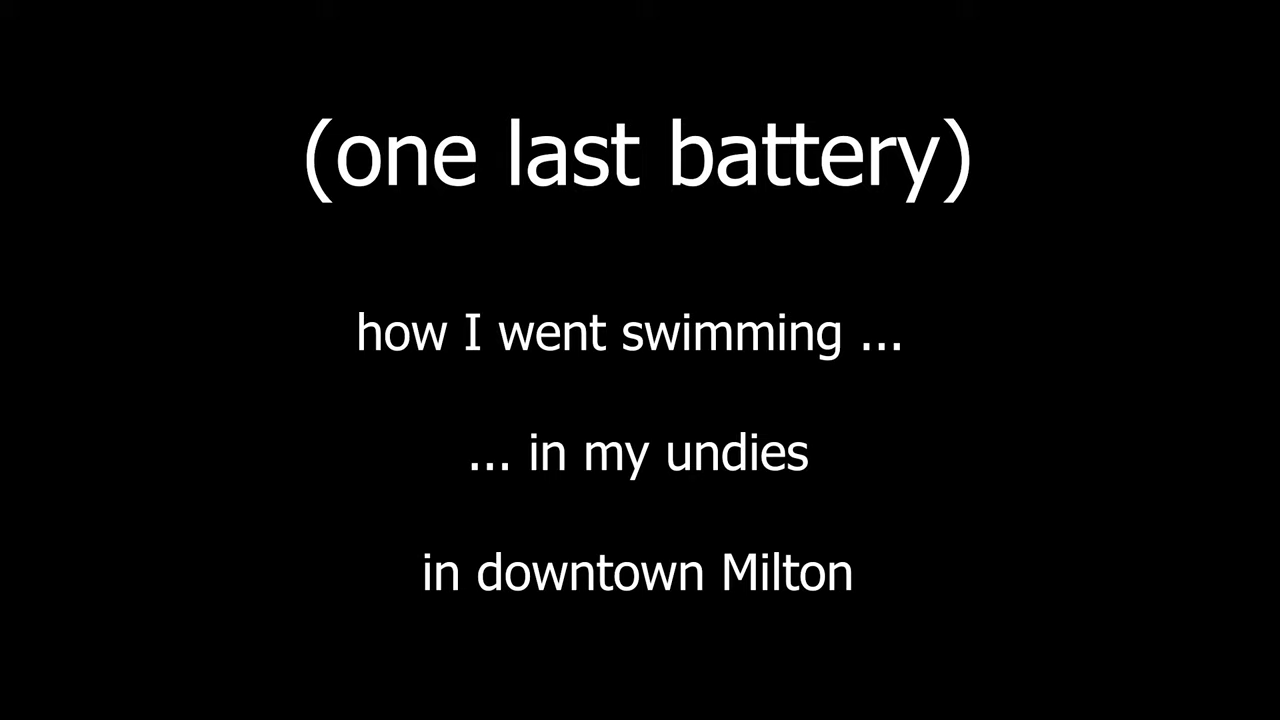 (one last battery)
how I went swimming ...
... in my undies
in downtown Milton